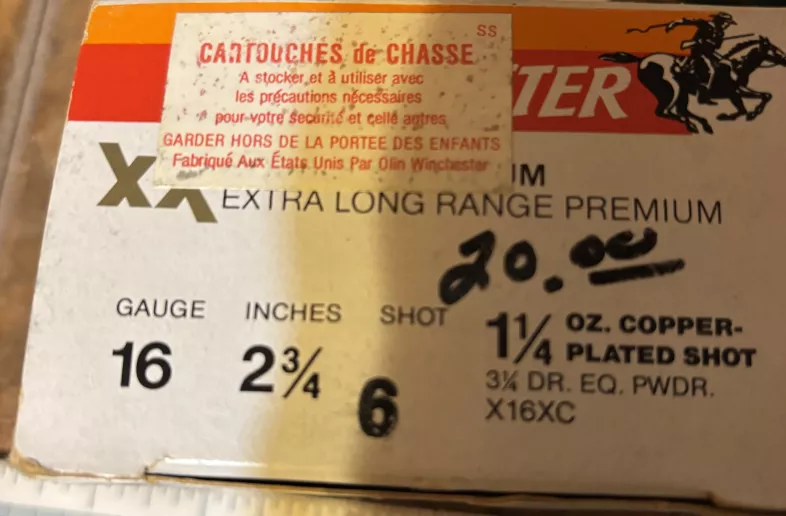 SS
CARTOUCHES de CHASSE
A stocker et à utiliser avec
les précautions nécessaires
pour votre sécurité et celle autres
GARDER HORS DE LA PORTEE DES ENFANTS
Fabriqué Aux États Unis Par Olin Winchester
TER
XX
UM
EXTRA LONG RANGE PREMIUM
20.00
GAUGE INCHES SHOT
16 2¾ 6
1¼ OZ. COPPER-
PLATED SHOT
3¼ DR. EQ. PWDR.
X16XC